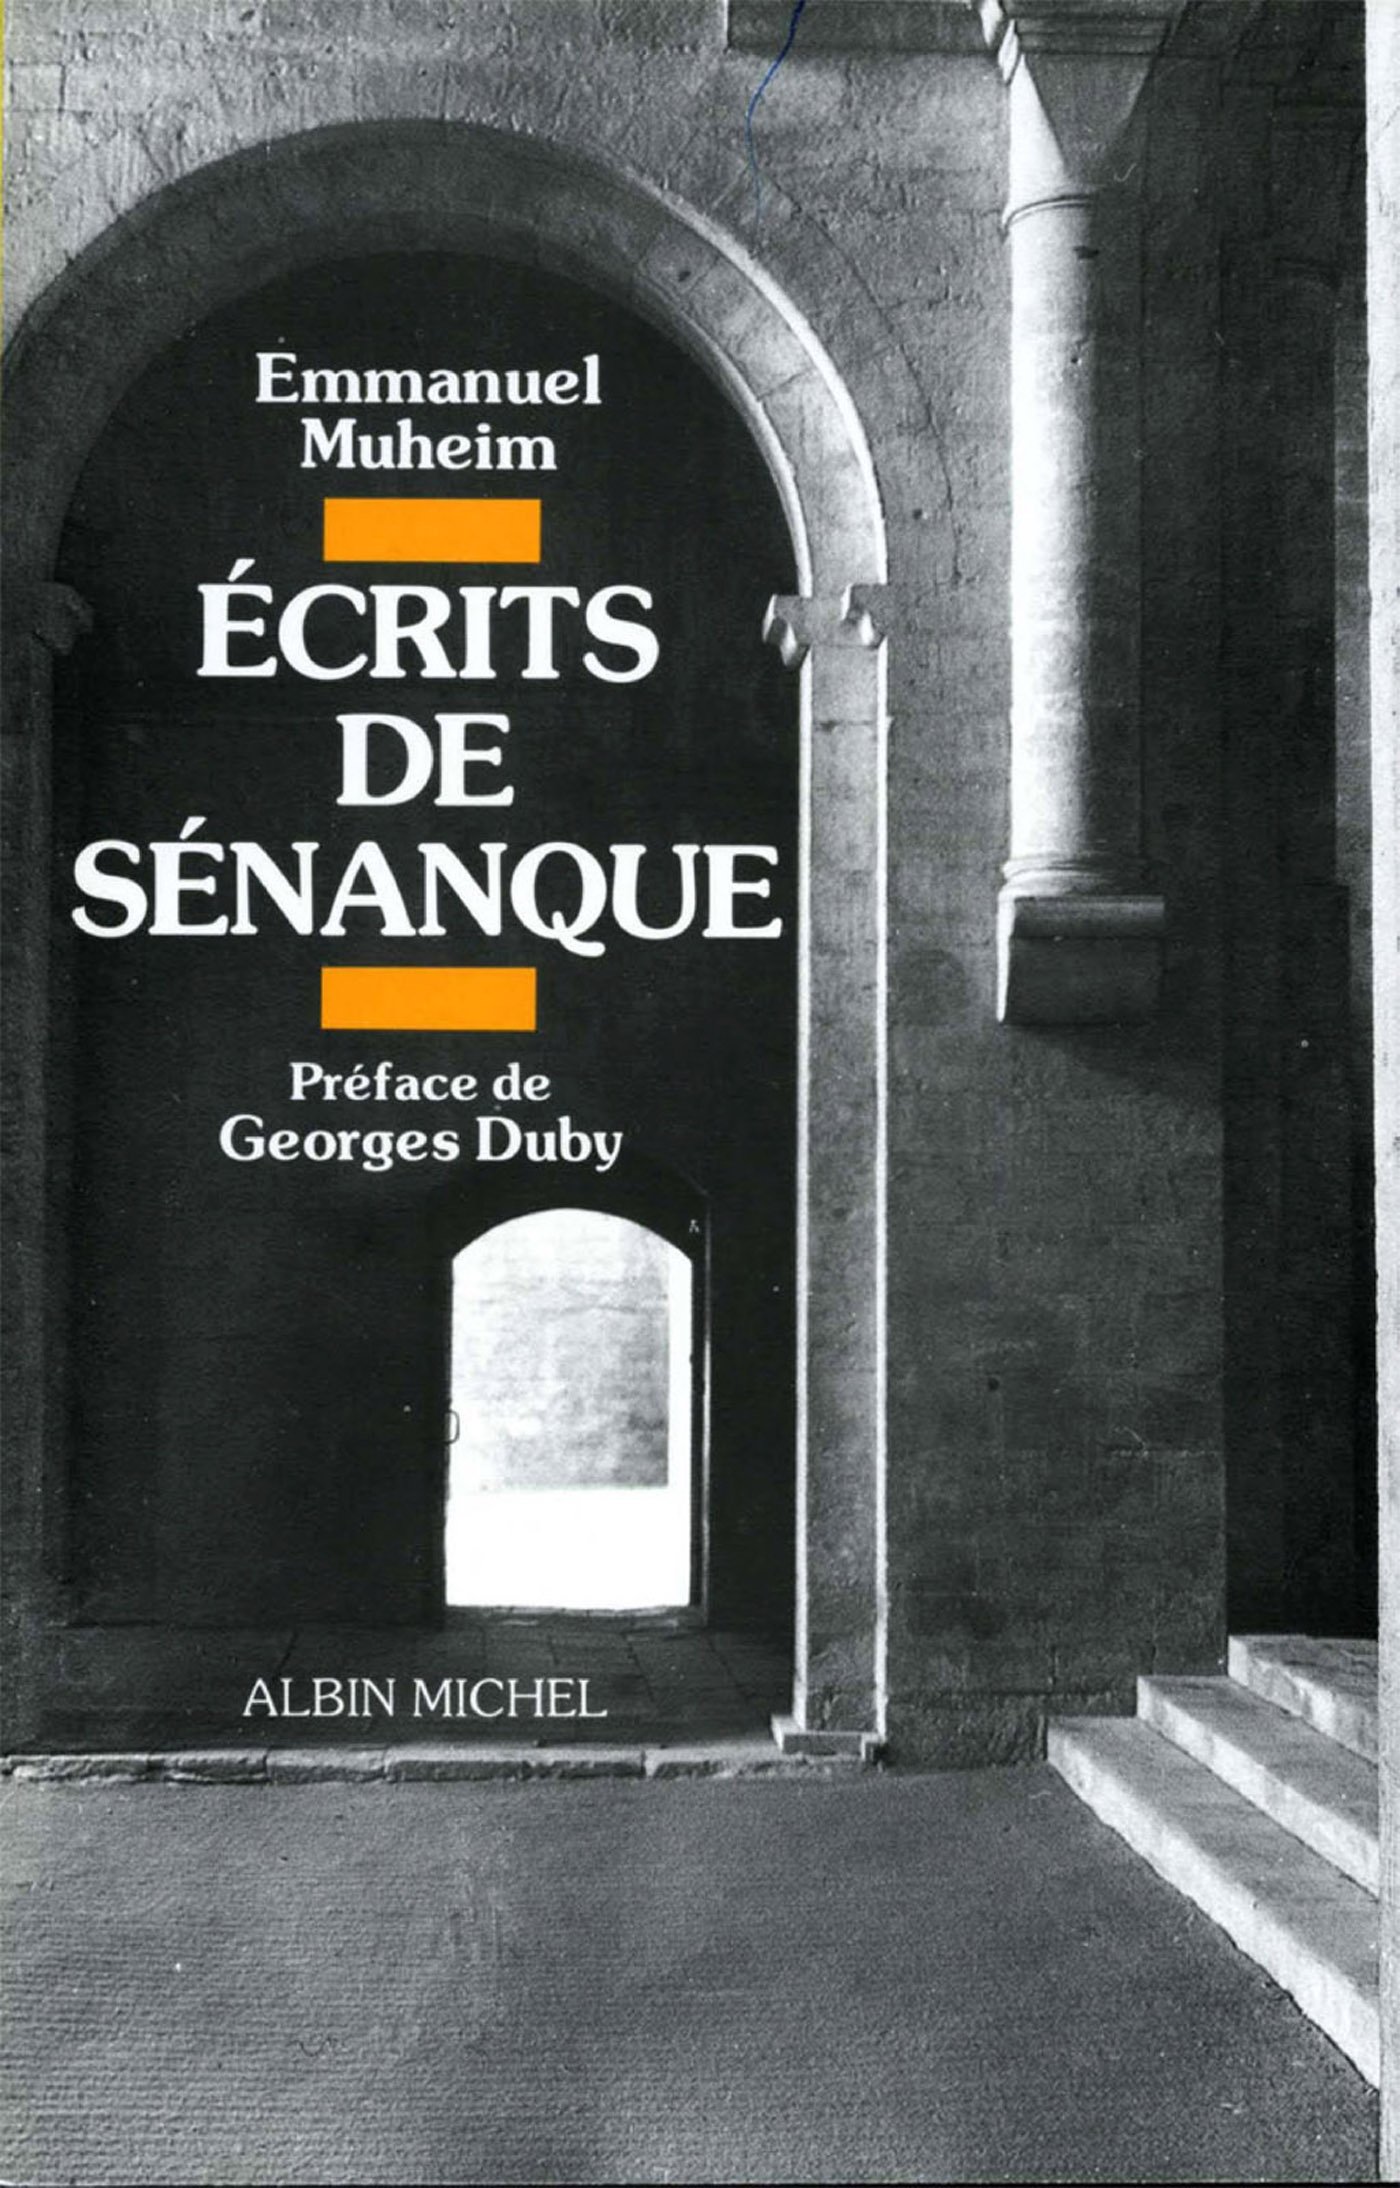 Emmanuel
Muheim
ÉCRITS
DE
SÉNANQUE
Préface de
Georges Duby
ALBIN MICHEL